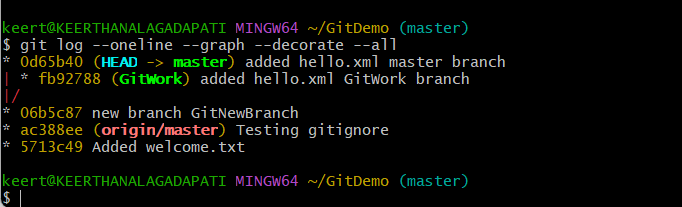 keert@KEERTHANALAGADAPATI MINGW64 ~/GitDemo (master)
$ git log --oneline --graph --decorate --all
* 0d65b40 (HEAD -> master) added hello.xml master branch
| * fb92788 (GitWork) added hello.xml GitWork branch
|/
* 06b5c87 new branch GitNewBranch
* ac388ee (origin/master) Testing gitignore
* 5713c49 Added welcome.txt
keert@KEERTHANALAGADAPATI MINGW64 ~/GitDemo (master)
$